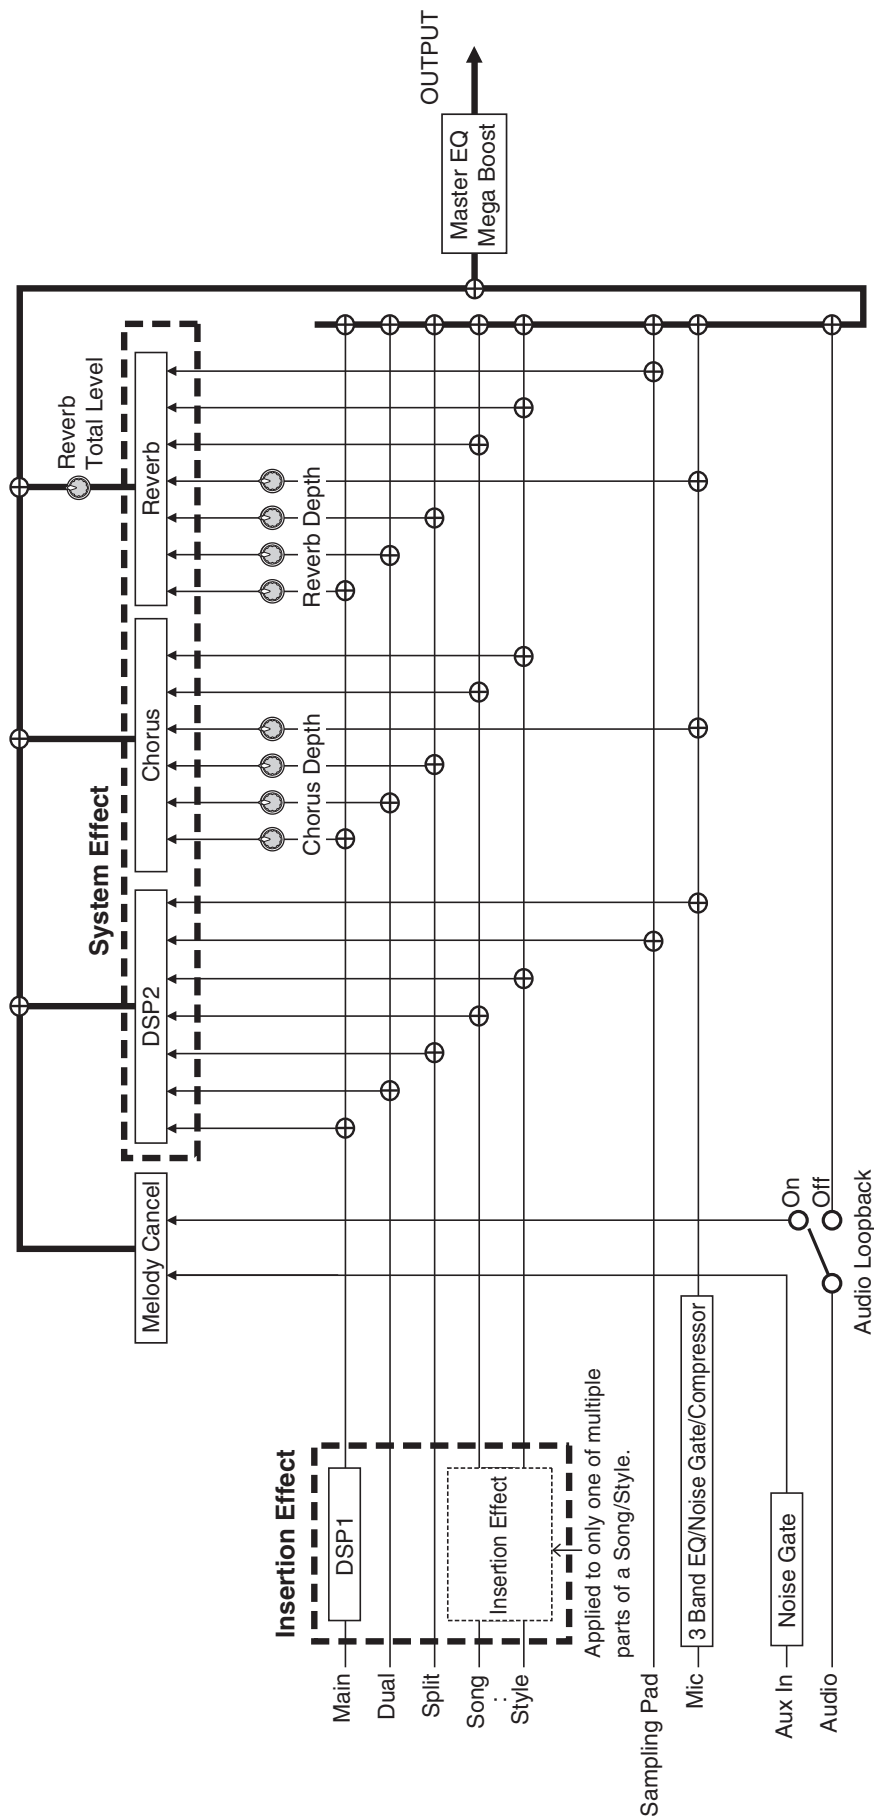 OUTPUT
Master EQ
Mega Boost
Reverb
Total Level
System Effect
Melody Cancel
DSP2
Chorus
Reverb
Chorus Depth
Reverb Depth
Insertion Effect
DSP1
Insertion Effect
Applied to only one of multiple
parts of a Song/Style.
Main
Dual
Split
Song
:
Style
Sampling Pad
Mic
3 Band EQ/Noise Gate/Compressor
Aux In
Noise Gate
Audio
On
Off
Audio Loopback